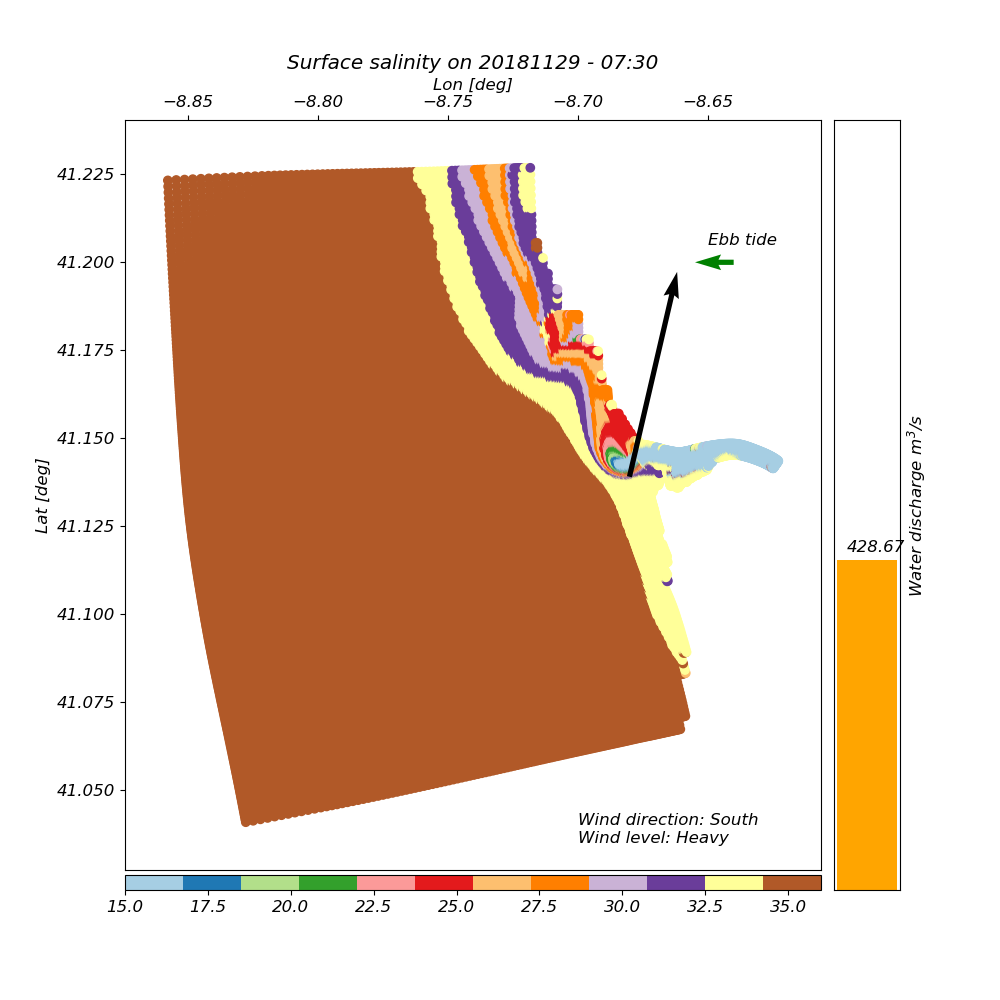 Surface salinity on 20181129 - 07:30
Lon [deg]
−8.85 −8.80 −8.75 −8.70 −8.65
41.225
41.200
41.175
41.150
41.125
41.100
41.075
41.050
Lat [deg]
Ebb tide
428.67
Water discharge m³/s
Wind direction: South
Wind level: Heavy
15.0 17.5 20.0 22.5 25.0 27.5 30.0 32.5 35.0